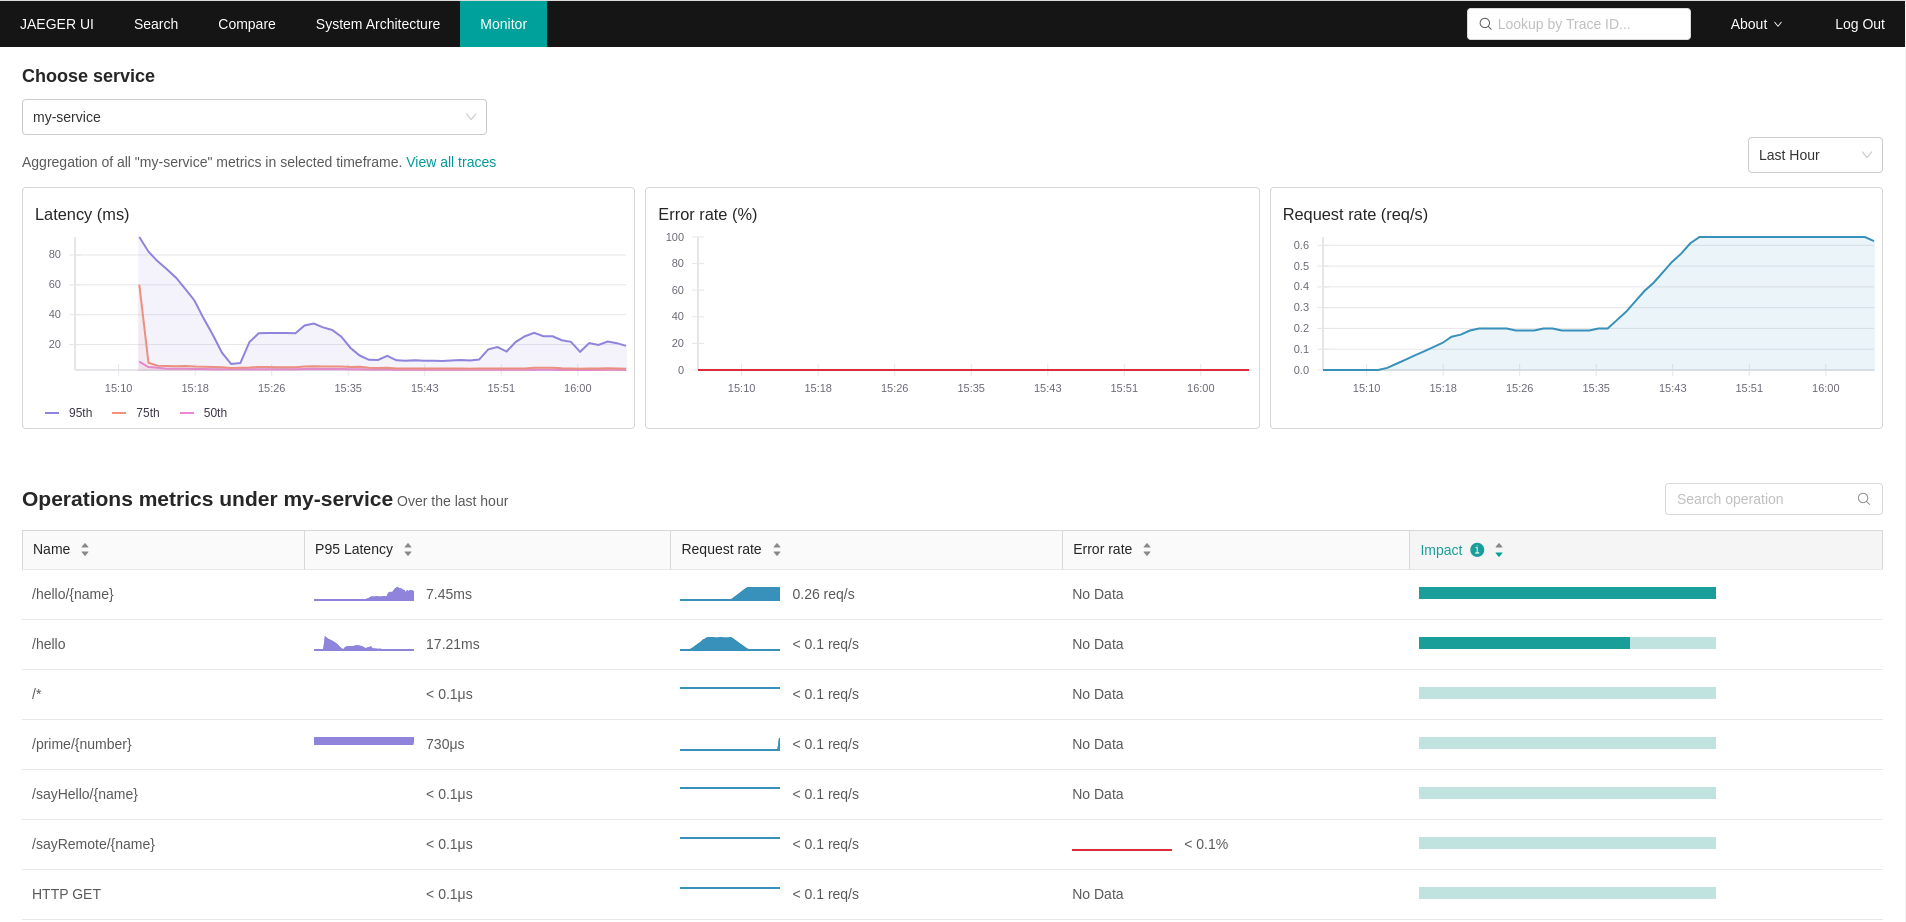 JAEGER UI Search Compare System Architecture Monitor Lookup by Trace ID... About Log Out
Choose service
my-service
Aggregation of all "my-service" metrics in selected timeframe. View all traces
Last Hour
Latency (ms)
80
60
40
20
15:10 15:18 15:26 15:35 15:43 15:51 16:00
95th 75th 50th
Error rate (%)
100
80
60
40
20
0
15:10 15:18 15:26 15:35 15:43 15:51 16:00
Request rate (req/s)
0.6
0.5
0.4
0.3
0.2
0.1
0.0
15:10 15:18 15:26 15:35 15:43 15:51 16:00
Operations metrics under my-service Over the last hour
Search operation
Name P95 Latency Request rate Error rate Impact i
/hello/{name} 7.45ms 0.26 req/s No Data
/hello 17.21ms < 0.1 req/s No Data
/* < 0.1μs < 0.1 req/s No Data
/prime/{number} 730μs < 0.1 req/s No Data
/sayHello/{name} < 0.1μs < 0.1 req/s No Data
/sayRemote/{name} < 0.1μs < 0.1 req/s < 0.1%
HTTP GET < 0.1μs < 0.1 req/s No Data